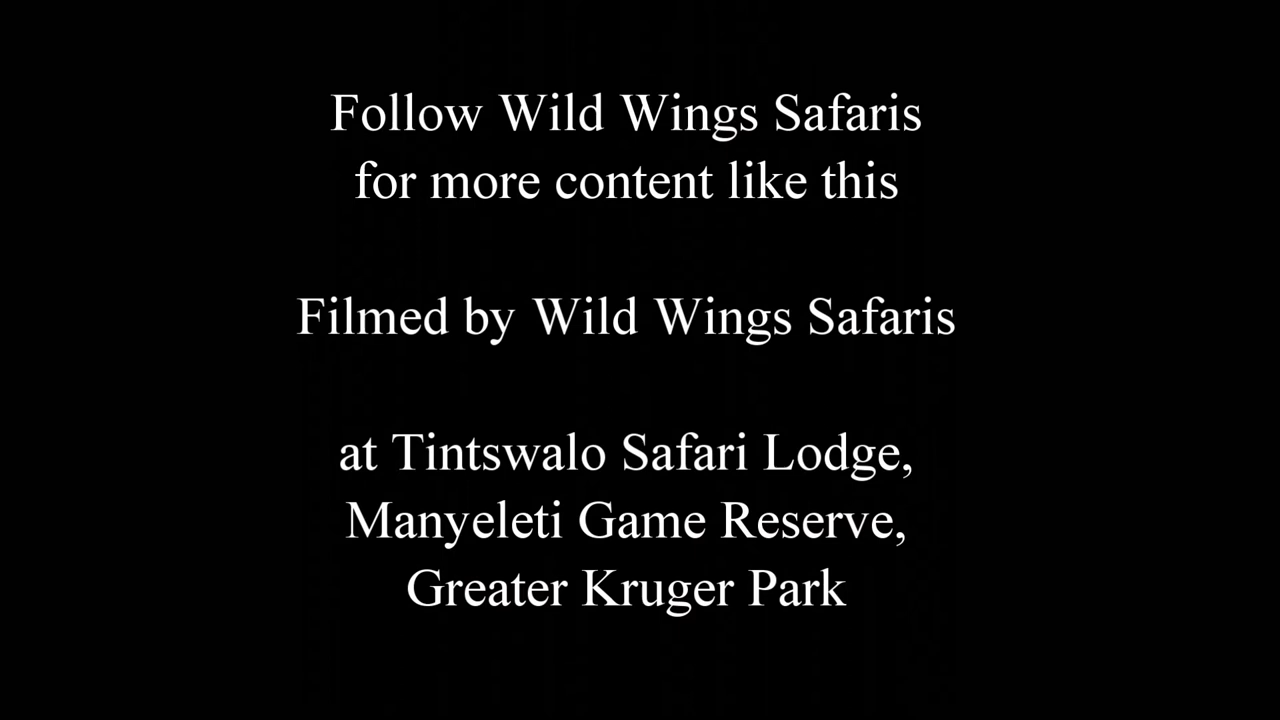 Follow Wild Wings Safaris
for more content like this
Filmed by Wild Wings Safaris
at Tintswalo Safari Lodge,
Manyeleti Game Reserve,
Greater Kruger Park